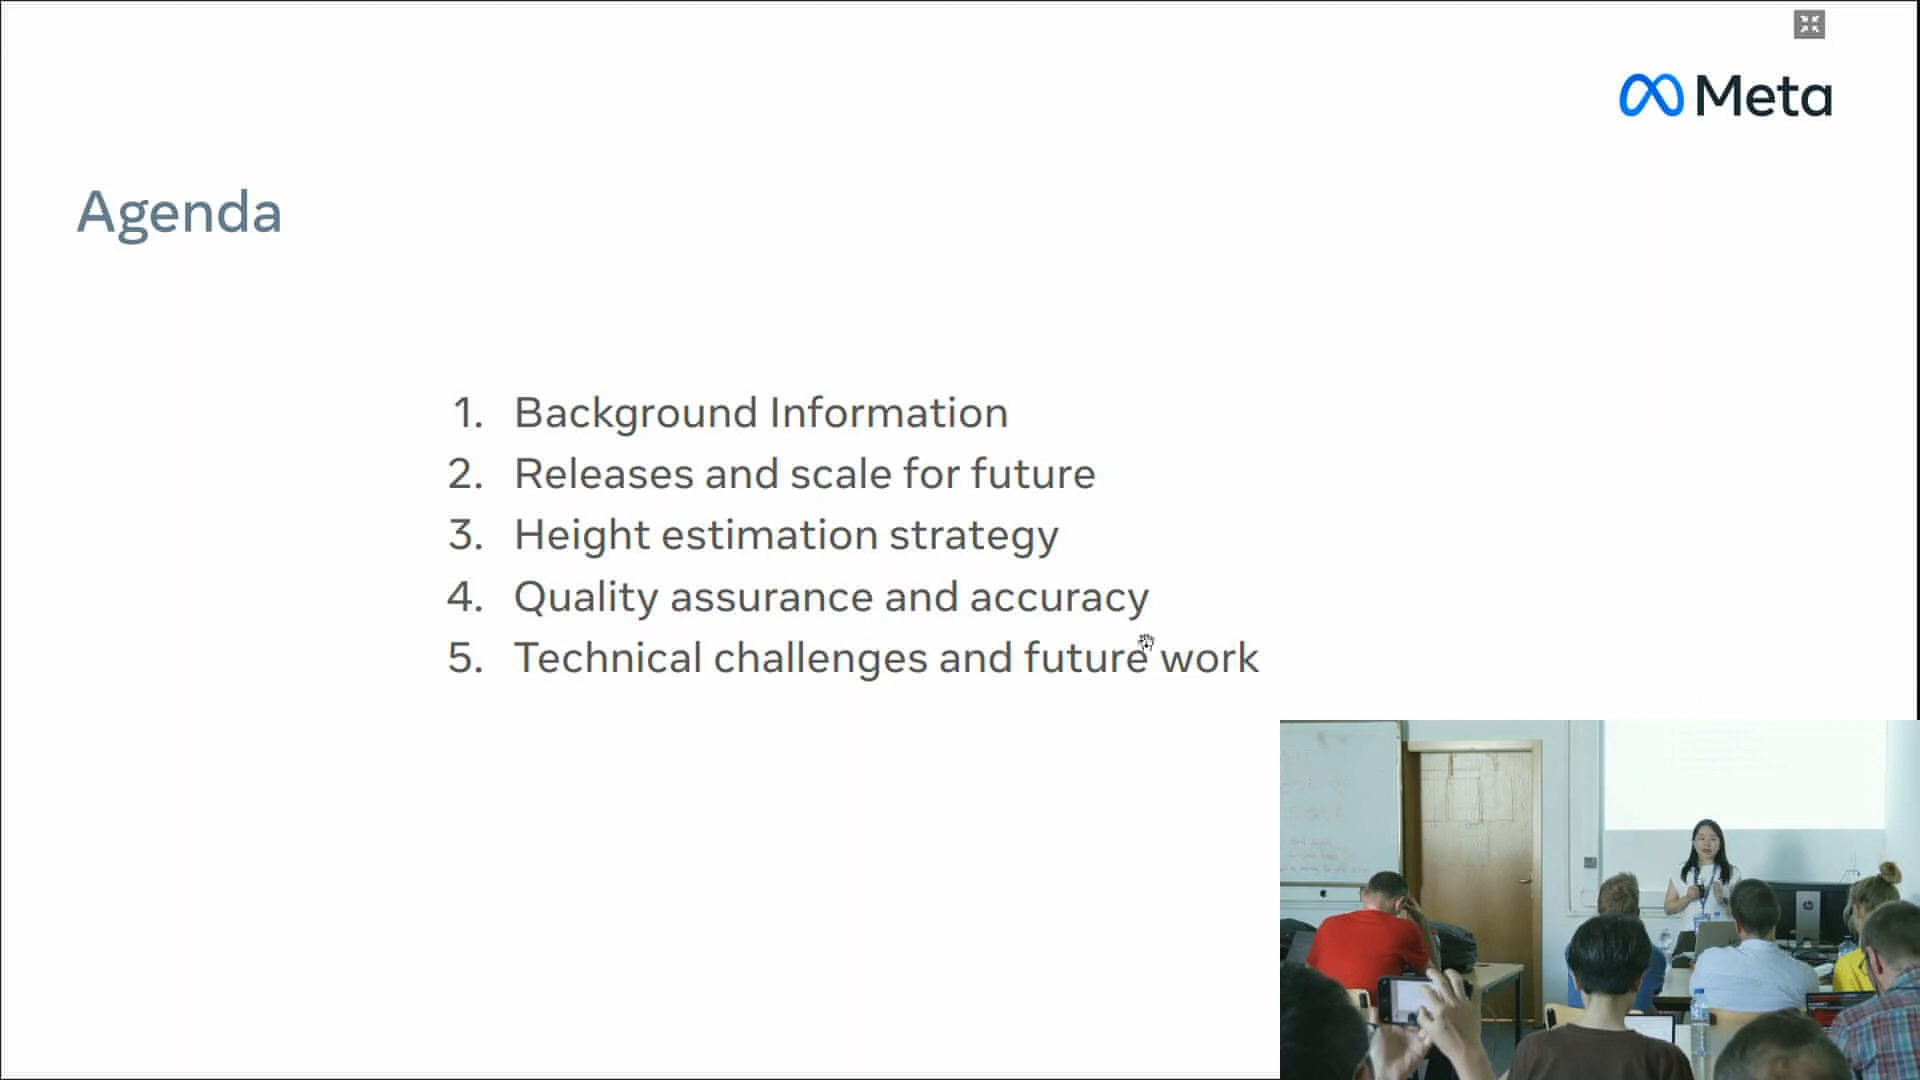 Meta
Agenda
1. Background Information
2. Releases and scale for future
3. Height estimation strategy
4. Quality assurance and accuracy
5. Technical challenges and future work